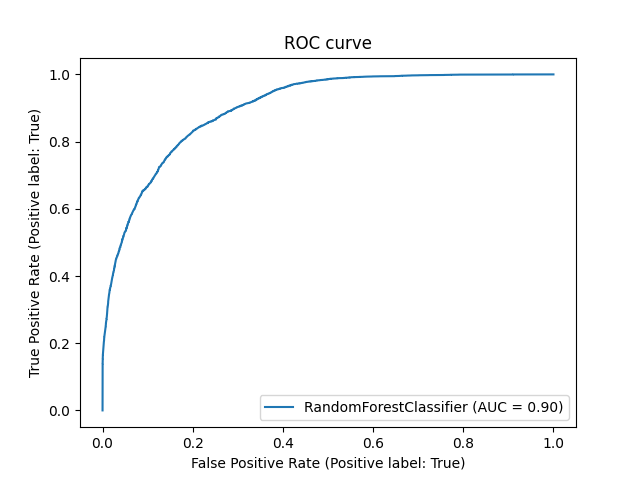 ROC curve
True Positive Rate (Positive label: True)
1.0
0.8
0.6
0.4
0.2
0.0
RandomForestClassifier (AUC = 0.90)
0.0 0.2 0.4 0.6 0.8 1.0
False Positive Rate (Positive label: True)